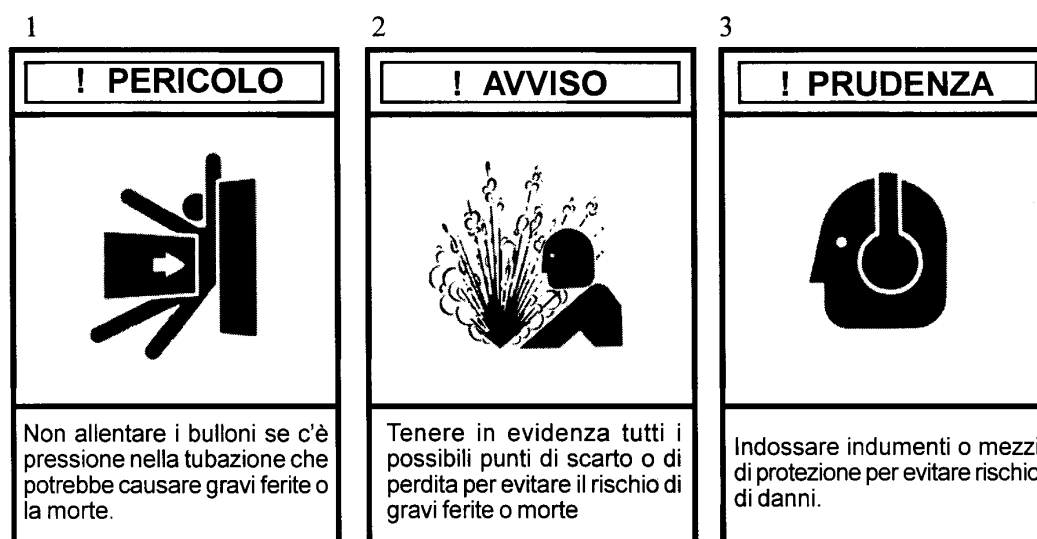 1
2
3
! PERICOLO
! AVVISO
! PRUDENZA
Non allentare i bulloni se c'è
pressione nella tubazione che
potrebbe causare gravi ferite o
la morte.
Tenere in evidenza tutti i
possibili punti di scarto o di
perdita per evitare il rischio di
gravi ferite o morte
Indossare indumenti o mezzi
di protezione per evitare rischio
di danni.